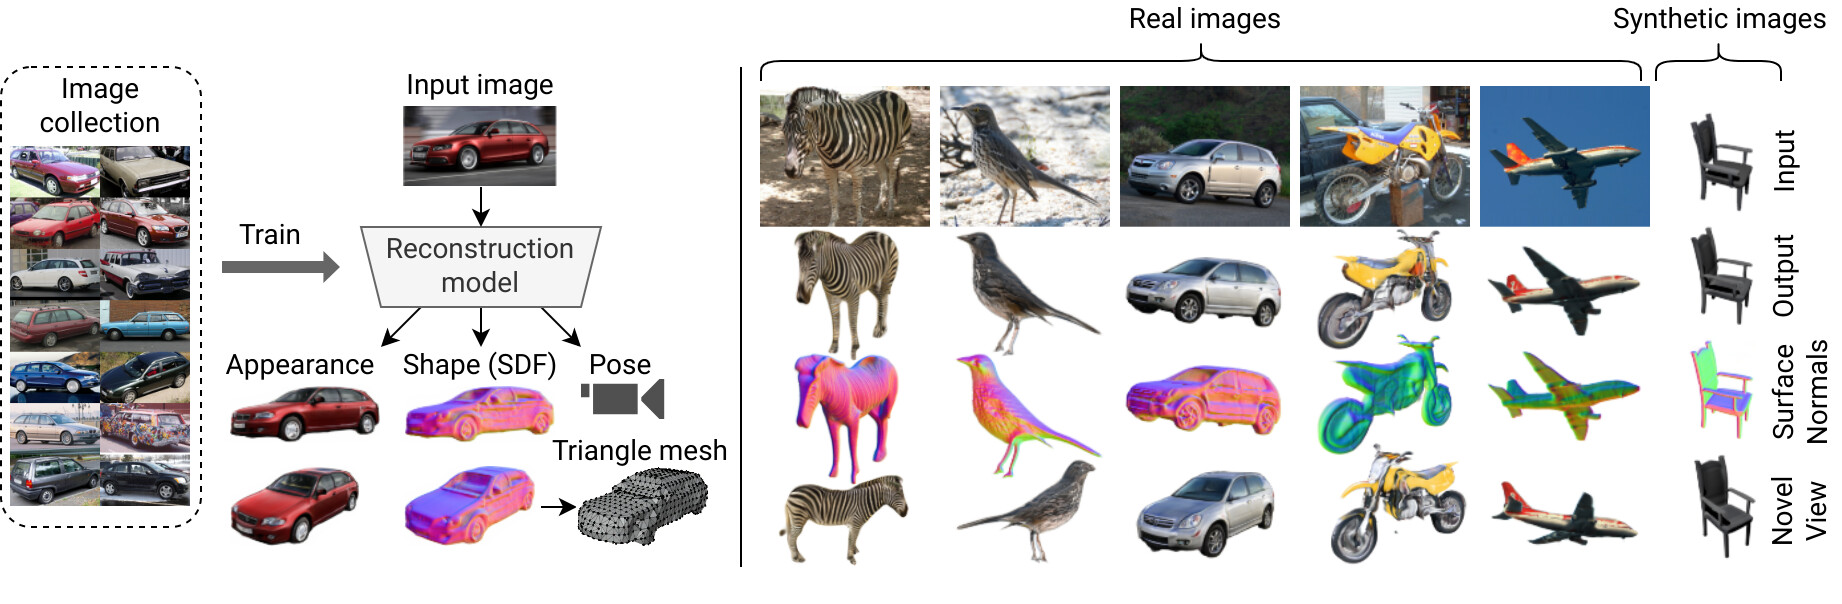 Image
collection
Train
Input image
Reconstruction
model
Appearance
Shape (SDF)
Pose
Triangle mesh
Real images
Synthetic images
Input
Output
Surface
Normals
Novel
View